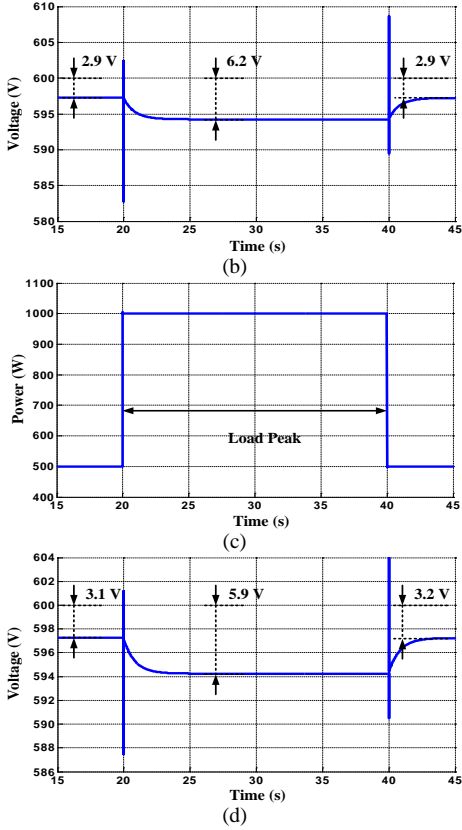 610
2.9 V
6.2 V
2.9 V
600
595
590
585
580
Voltage (V)
15 20 25 30 35 40 45
Time (s)
(b)
1100
1000
900
800
700
600
500
400
Power (W)
Load Peak
15 20 25 30 35 40 45
Time (s)
(c)
604
602
3.1 V
5.9 V
3.2 V
600
598
596
594
592
590
588
586
Voltage (V)
15 20 25 30 35 40 45
Time (s)
(d)